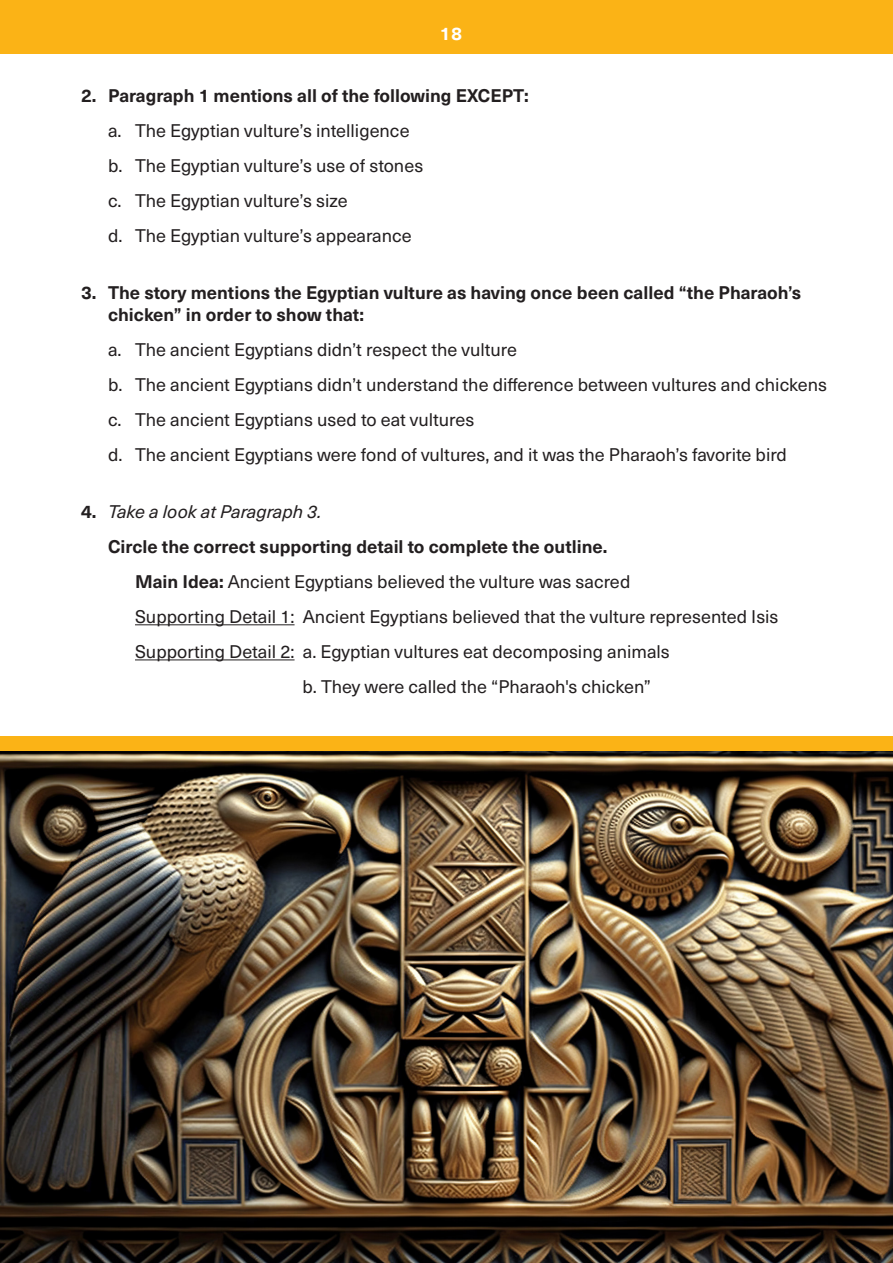 18
2. Paragraph 1 mentions all of the following EXCEPT:
a. The Egyptian vulture’s intelligence
b. The Egyptian vulture’s use of stones
c. The Egyptian vulture’s size
d. The Egyptian vulture’s appearance
3. The story mentions the Egyptian vulture as having once been called “the Pharaoh’s
chicken” in order to show that:
a. The ancient Egyptians didn’t respect the vulture
b. The ancient Egyptians didn’t understand the difference between vultures and chickens
c. The ancient Egyptians used to eat vultures
d. The ancient Egyptians were fond of vultures, and it was the Pharaoh’s favorite bird
4. Take a look at Paragraph 3.
Circle the correct supporting detail to complete the outline.
Main Idea: Ancient Egyptians believed the vulture was sacred
Supporting Detail 1: Ancient Egyptians believed that the vulture represented Isis
Supporting Detail 2: a. Egyptian vultures eat decomposing animals
b. They were called the “Pharaoh's chicken”